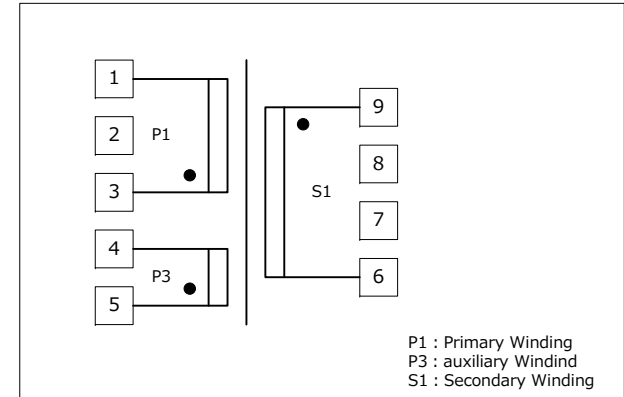 1
2
3
4
5
P1
P3
S1
9
8
7
6
P1 : Primary Winding
P3 : auxiliary Windind
S1 : Secondary Winding